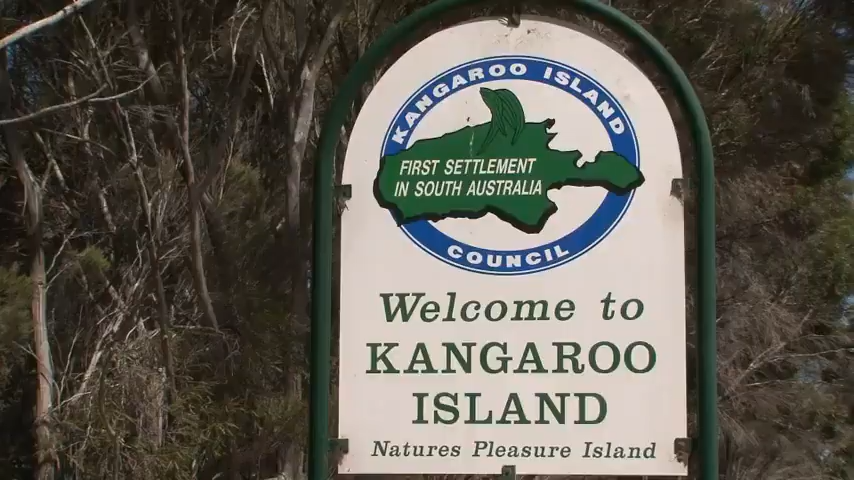 KANGAROO ISLAND
FIRST SETTLEMENT
IN SOUTH AUSTRALIA
COUNCIL
Welcome to
KANGAROO
ISLAND
Natures Pleasure Island